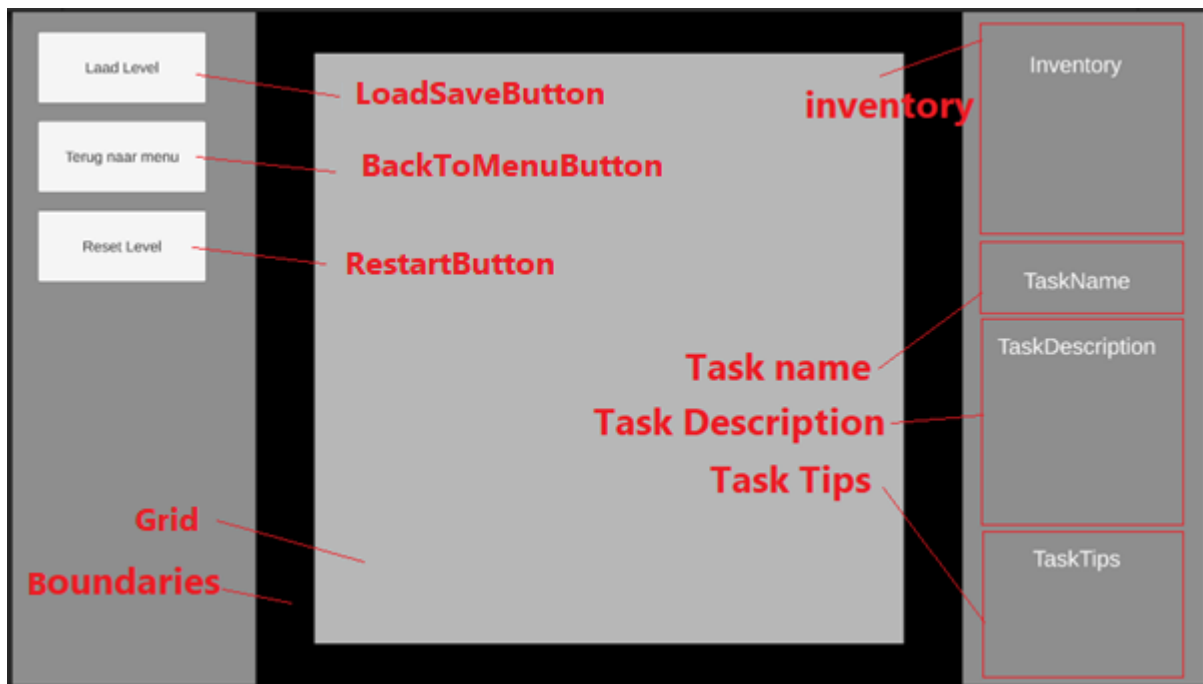 Laad Level
LoadSaveButton
Terug naar menu
BackToMenuButton
Reset Level
RestartButton
Grid
Boundaries
inventory
Inventory
Task name
TaskName
Task Description
TaskDescription
Task Tips
TaskTips